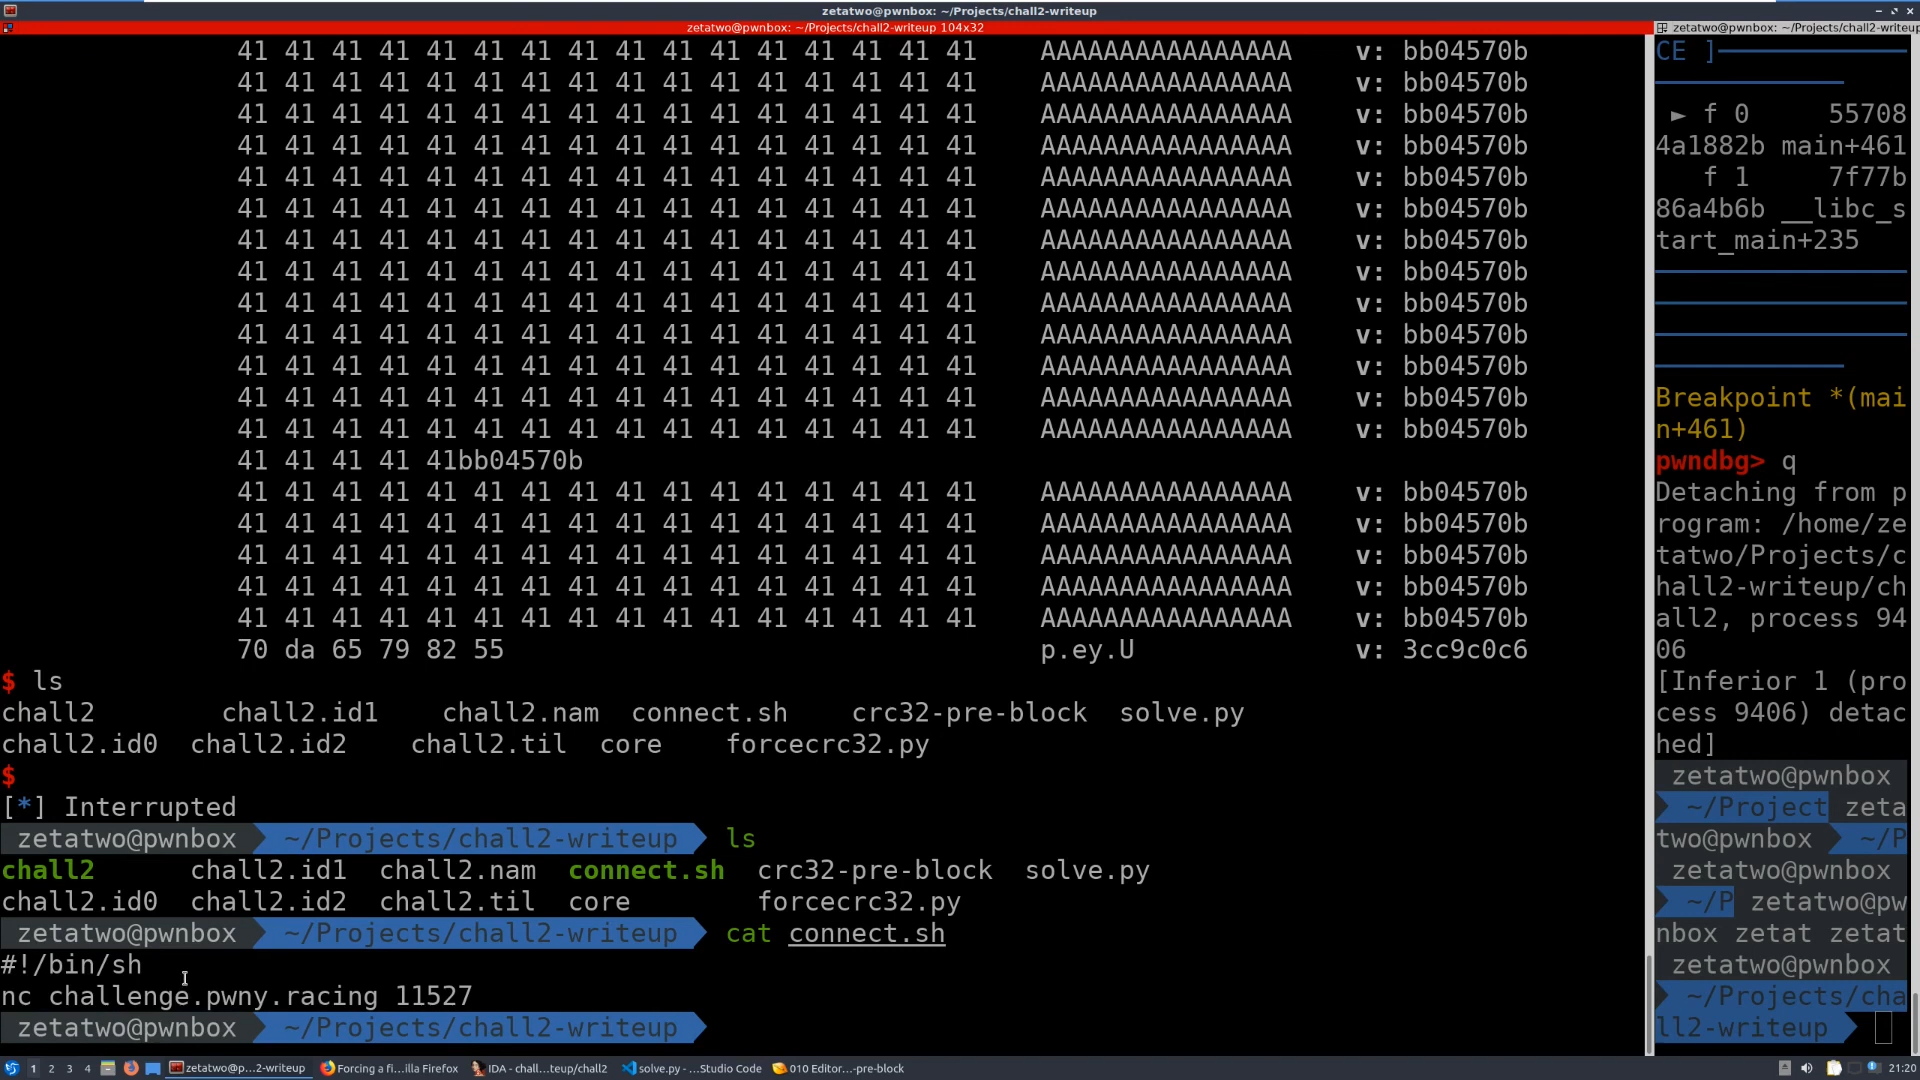 zetatwo@pwnbox: ~/Projects/chall2-writeup
zetatwo@pwnbox: ~/Projects/chall2-writeup 104x32
41 41 41 41 41 41 41 41 41 41 41 41 41 41 41 41 AAAAAAAAAAAAAAAA v: bb04570b
41 41 41 41 41 41 41 41 41 41 41 41 41 41 41 41 AAAAAAAAAAAAAAAA v: bb04570b
41 41 41 41 41 41 41 41 41 41 41 41 41 41 41 41 AAAAAAAAAAAAAAAA v: bb04570b
41 41 41 41 41 41 41 41 41 41 41 41 41 41 41 41 AAAAAAAAAAAAAAAA v: bb04570b
41 41 41 41 41 41 41 41 41 41 41 41 41 41 41 41 AAAAAAAAAAAAAAAA v: bb04570b
41 41 41 41 41 41 41 41 41 41 41 41 41 41 41 41 AAAAAAAAAAAAAAAA v: bb04570b
41 41 41 41 41 41 41 41 41 41 41 41 41 41 41 41 AAAAAAAAAAAAAAAA v: bb04570b
41 41 41 41 41 41 41 41 41 41 41 41 41 41 41 41 AAAAAAAAAAAAAAAA v: bb04570b
41 41 41 41 41 41 41 41 41 41 41 41 41 41 41 41 AAAAAAAAAAAAAAAA v: bb04570b
41 41 41 41 41 41 41 41 41 41 41 41 41 41 41 41 AAAAAAAAAAAAAAAA v: bb04570b
41 41 41 41 41 41 41 41 41 41 41 41 41 41 41 41 AAAAAAAAAAAAAAAA v: bb04570b
41 41 41 41 41 41 41 41 41 41 41 41 41 41 41 41 AAAAAAAAAAAAAAAA v: bb04570b
41 41 41 41 41 41 41 41 41 41 41 41 41 41 41 41 AAAAAAAAAAAAAAAA v: bb04570b
41 41 41 41 41bb04570b
41 41 41 41 41 41 41 41 41 41 41 41 41 41 41 41 AAAAAAAAAAAAAAAA v: bb04570b
41 41 41 41 41 41 41 41 41 41 41 41 41 41 41 41 AAAAAAAAAAAAAAAA v: bb04570b
41 41 41 41 41 41 41 41 41 41 41 41 41 41 41 41 AAAAAAAAAAAAAAAA v: bb04570b
41 41 41 41 41 41 41 41 41 41 41 41 41 41 41 41 AAAAAAAAAAAAAAAA v: bb04570b
41 41 41 41 41 41 41 41 41 41 41 41 41 41 41 41 AAAAAAAAAAAAAAAA v: bb04570b
70 da 65 79 82 55 p.ey.U v: 3cc9c0c6
$ ls
chall2 chall2.id1 chall2.nam connect.sh crc32-pre-block solve.py
chall2.id0 chall2.id2 chall2.til core forcecrc32.py
$
[*] Interrupted
zetatwo@pwnbox ~/Projects/chall2-writeup ls
chall2 chall2.id1 chall2.nam connect.sh crc32-pre-block solve.py
chall2.id0 chall2.id2 chall2.til core forcecrc32.py
zetatwo@pwnbox ~/Projects/chall2-writeup cat connect.sh
#!/bin/sh
nc challenge.pwny.racing 11527
zetatwo@pwnbox ~/Projects/chall2-writeup
zetatwo@pwnbox: ~/Projects/chall2-writeup
CE ]
► f 0 55708
4a1882b main+461
f 1 7f77b
86a4b6b __libc_s
tart_main+235
Breakpoint *(mai
n+461)
pwndbg> q
Detaching from p
rogram: /home/ze
tatwo/Projects/c
hall2-writeup/ch
all2, process 94
06
[Inferior 1 (pro
cess 9406) detac
hed]
zetatwo@pwnbox
~/Project zeta
two@pwnbox ~/P
zetatwo@pwnbox
~/P zetatwo@pw
nbox zetat zetat
zetatwo@pwnbox
~/Projects/cha
ll2-writeup
1 2 3 4 zetatwo@p...2-writeup Forcing a fi...illa Firefox IDA - chall...teup/chall2 solve.py - ...Studio Code 010 Editor...-pre-block 21:20